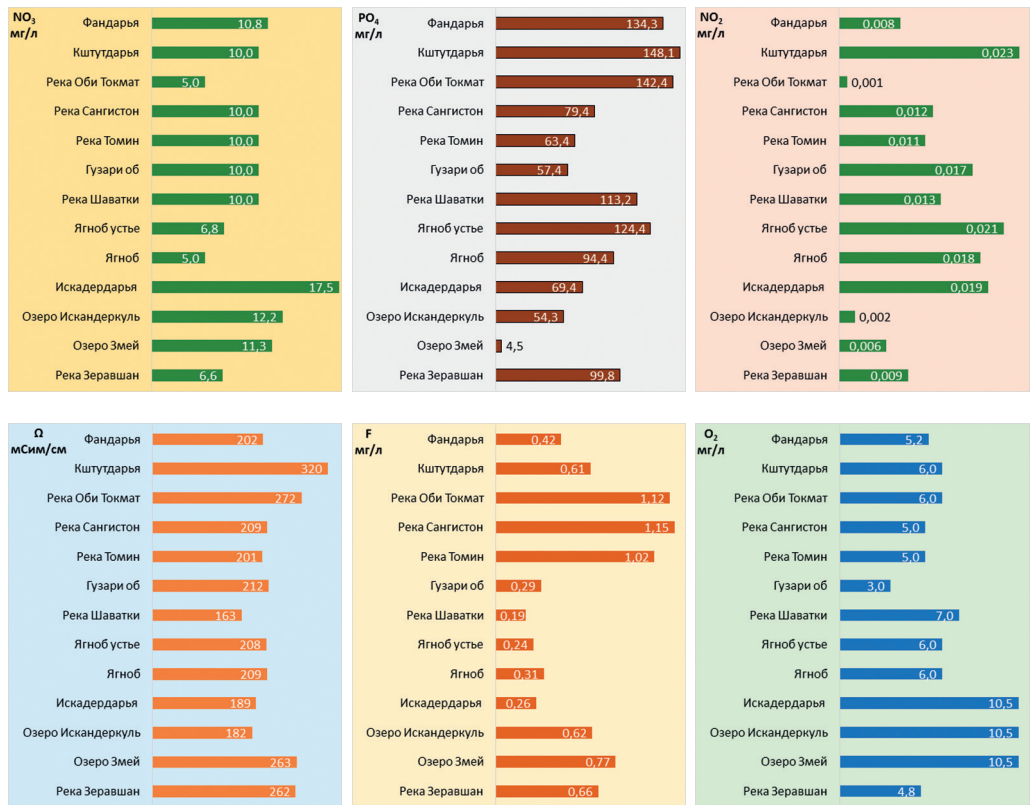 NO3
мг/л
Фандарья 10,8
Кштутдарья 10,0
Река Оби Токмат 5,0
Река Сангистон 10,0
Река Томин 10,0
Гузари об 10,0
Река Шаватки 10,0
Ягноб устье 6,8
Ягноб 5,0
Искадердарья 17,5
Озеро Искандеркуль 12,2
Озеро Змей 11,3
Река Зеравшан 6,6
PO4
мг/л
Фандарья 134,3
Кштутдарья 148,1
Река Оби Токмат 142,4
Река Сангистон 79,4
Река Томин 63,4
Гузари об 57,4
Река Шаватки 113,2
Ягноб устье 124,4
Ягноб 94,4
Искадердарья 69,4
Озеро Искандеркуль 54,3
Озеро Змей 4,5
Река Зеравшан 99,8
NO2
мг/л
Фандарья 0,008
Кштутдарья 0,023
Река Оби Токмат 0,001
Река Сангистон 0,012
Река Томин 0,011
Гузари об 0,017
Река Шаватки 0,013
Ягноб устье 0,021
Ягноб 0,018
Искадердарья 0,019
Озеро Искандеркуль 0,002
Озеро Змей 0,006
Река Зеравшан 0,009
Ω
мСим/см
Фандарья 202
Кштутдарья 320
Река Оби Токмат 272
Река Сангистон 209
Река Томин 201
Гузари об 212
Река Шаватки 163
Ягноб устье 208
Ягноб 209
Искадердарья 189
Озеро Искандеркуль 182
Озеро Змей 263
Река Зеравшан 262
F
мг/л
Фандарья 0,42
Кштутдарья 0,61
Река Оби Токмат 1,12
Река Сангистон 1,15
Река Томин 1,02
Гузари об 0,29
Река Шаватки 0,19
Ягноб устье 0,24
Ягноб 0,31
Искадердарья 0,26
Озеро Искандеркуль 0,62
Озеро Змей 0,77
Река Зеравшан 0,66
O2
мг/л
Фандарья 5,2
Кштутдарья 6,0
Река Оби Токмат 6,0
Река Сангистон 5,0
Река Томин 5,0
Гузари об 3,0
Река Шаватки 7,0
Ягноб устье 6,0
Ягноб 6,0
Искадердарья 10,5
Озеро Искандеркуль 10,5
Озеро Змей 10,5
Река Зеравшан 4,8